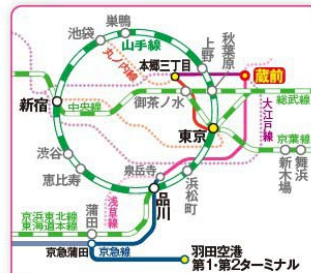 巣鴨
池袋
山手線
丸ノ内線
上野
秋葉原
本郷三丁目
蔵前
新宿
中央線
御茶ノ水
総武線
東京
大江戸線
京葉線
渋谷
泉岳寺
恵比寿
浜松町
新木場
舞浜
品川
浅草線
京浜東北線
東海道本線
蒲田
京急蒲田
京急線
羽田空港
第1・第2ターミナル